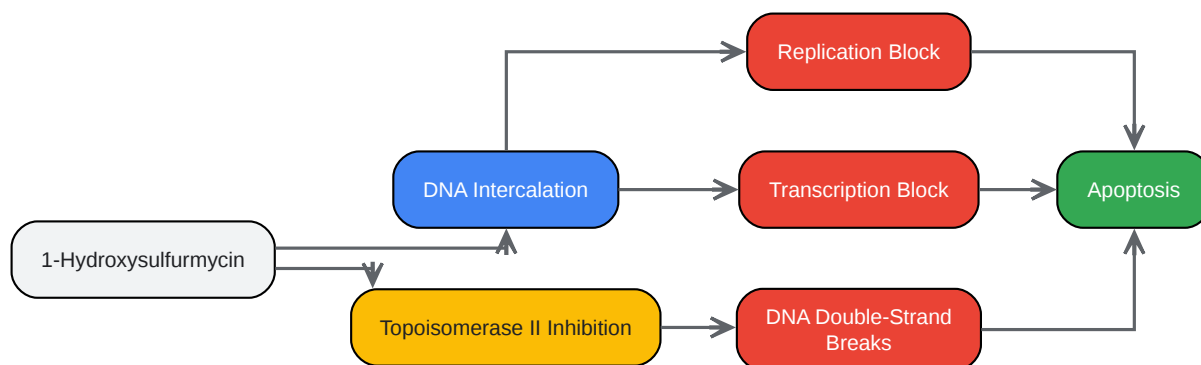 Replication Block
DNA Intercalation
Transcription Block
Apoptosis
1-Hydroxysulfurmycin
Topoisomerase II Inhibition
DNA Double-Strand
Breaks